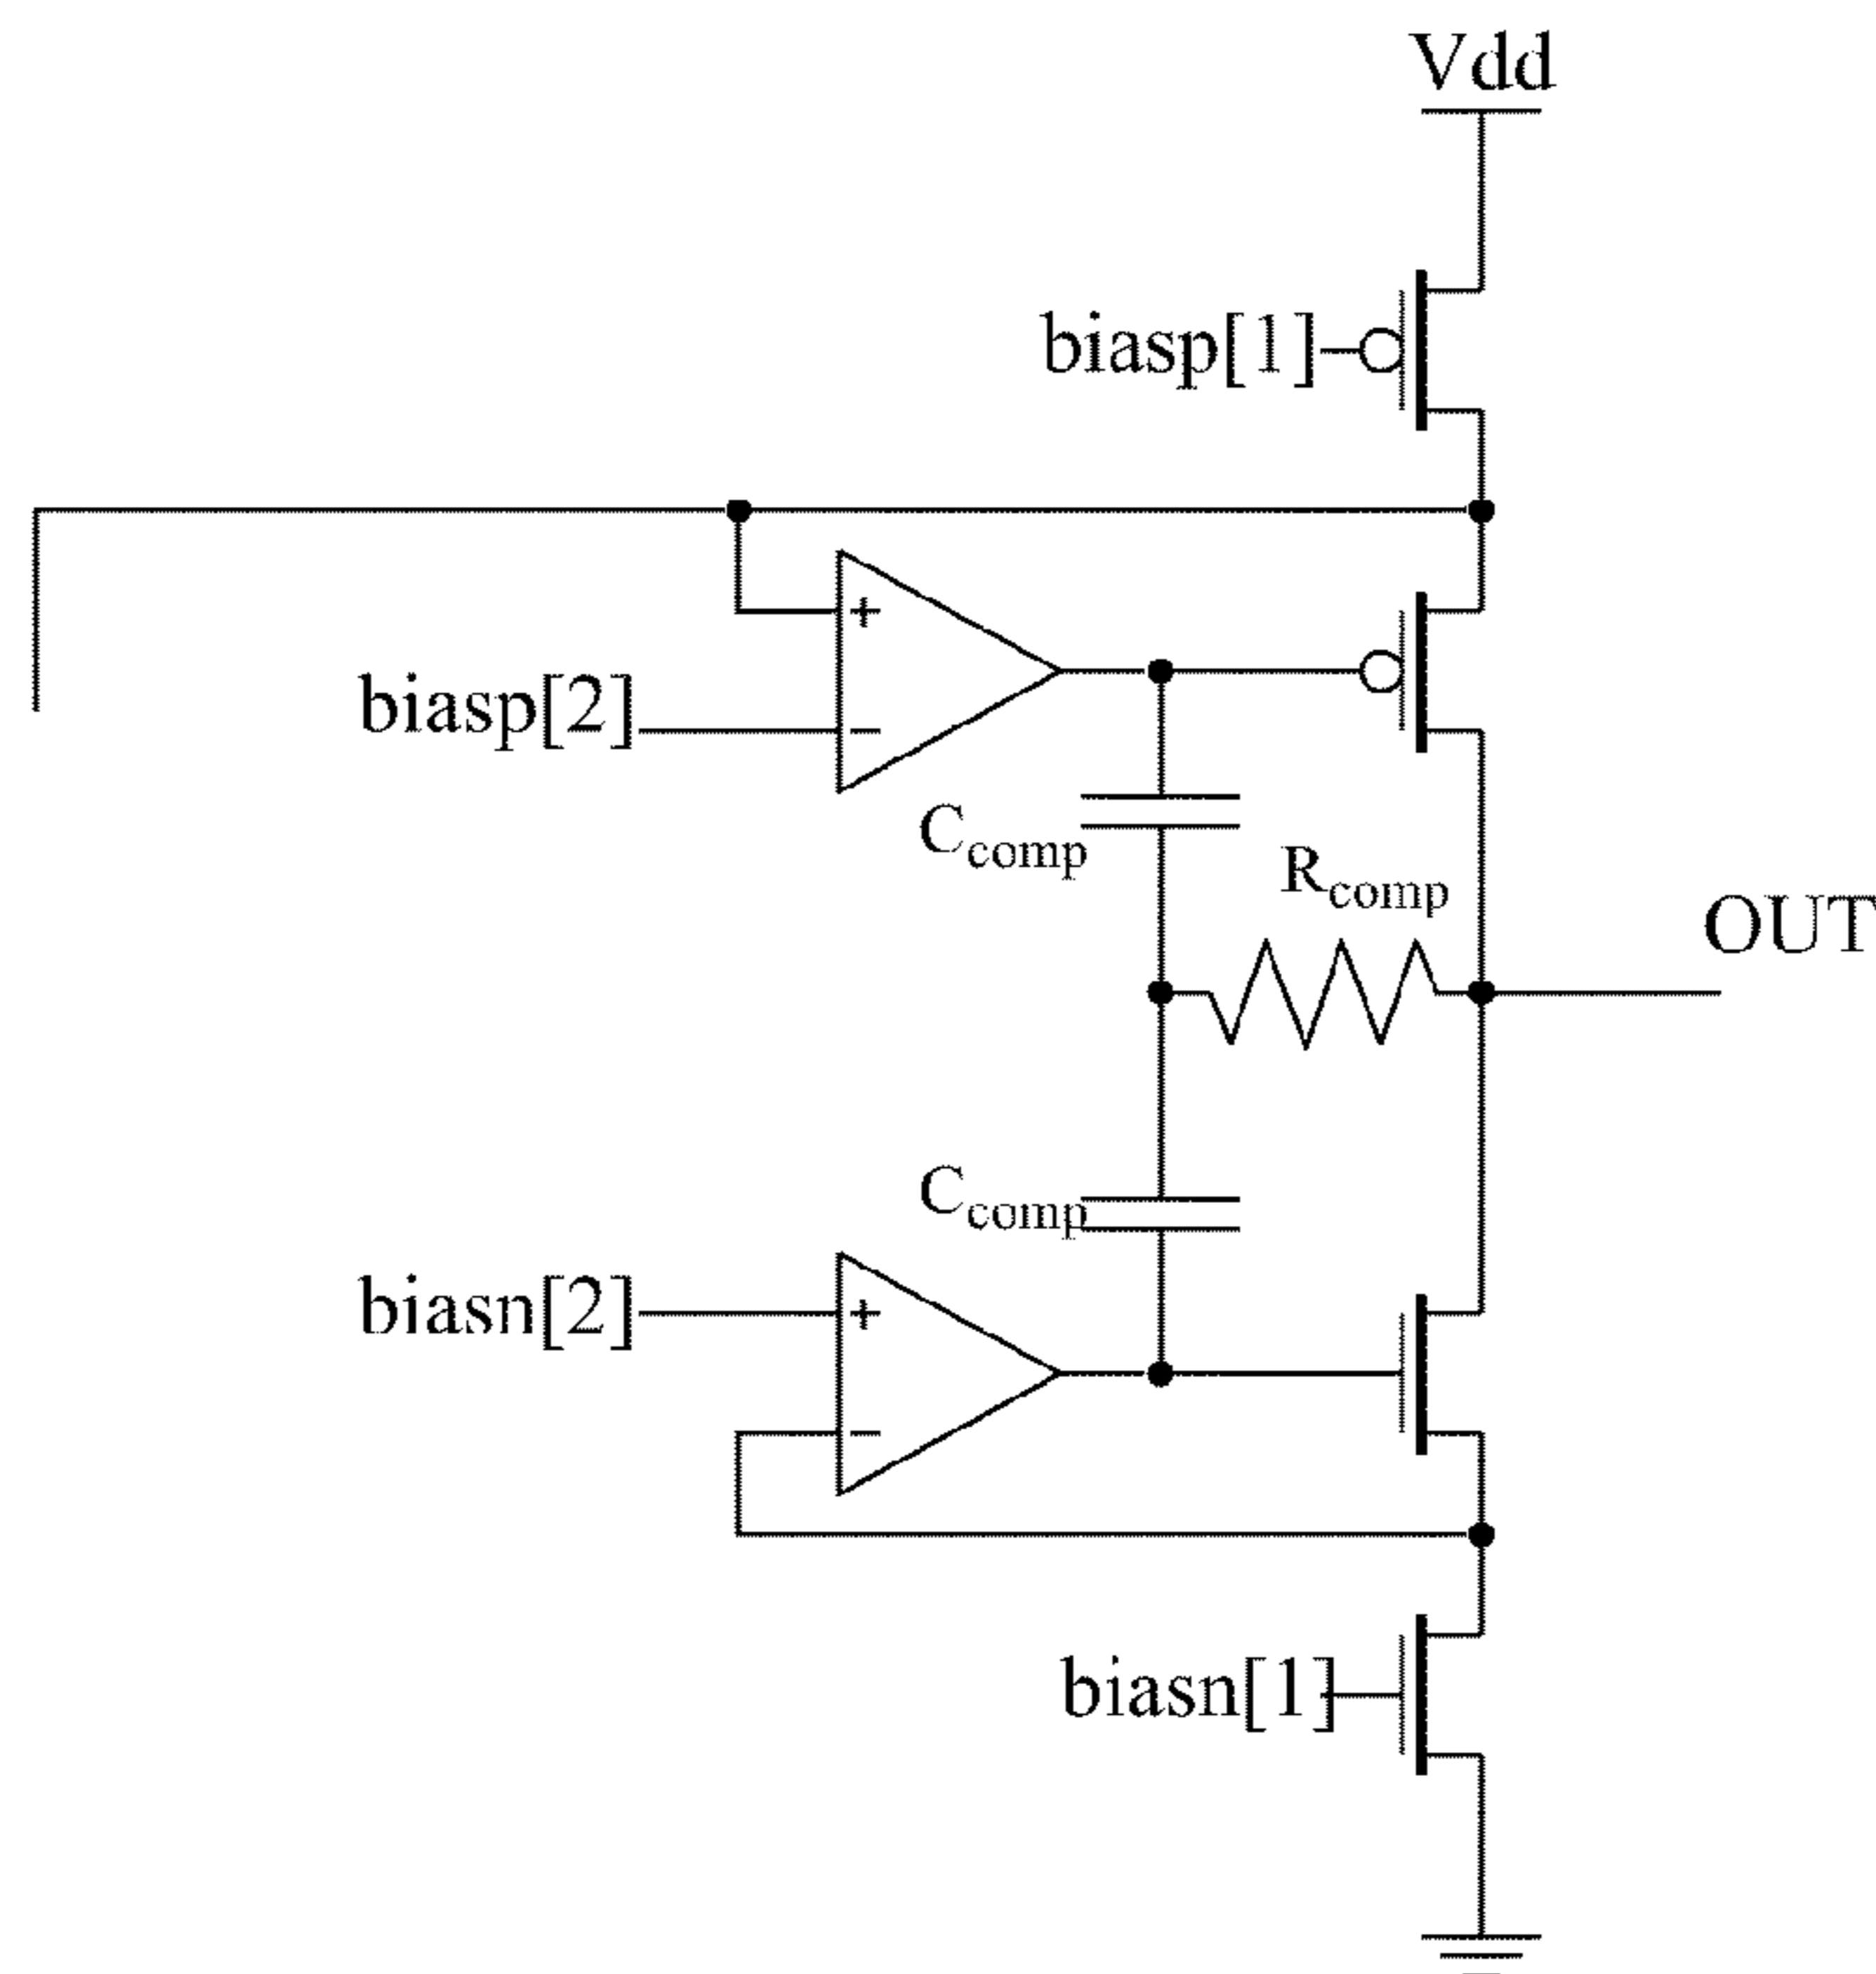 Vdd
biasp[1]
+
biasp[2]
−
Ccomp
Rcomp
OUT
Ccomp
biasn[2]
+
−
biasn[1]